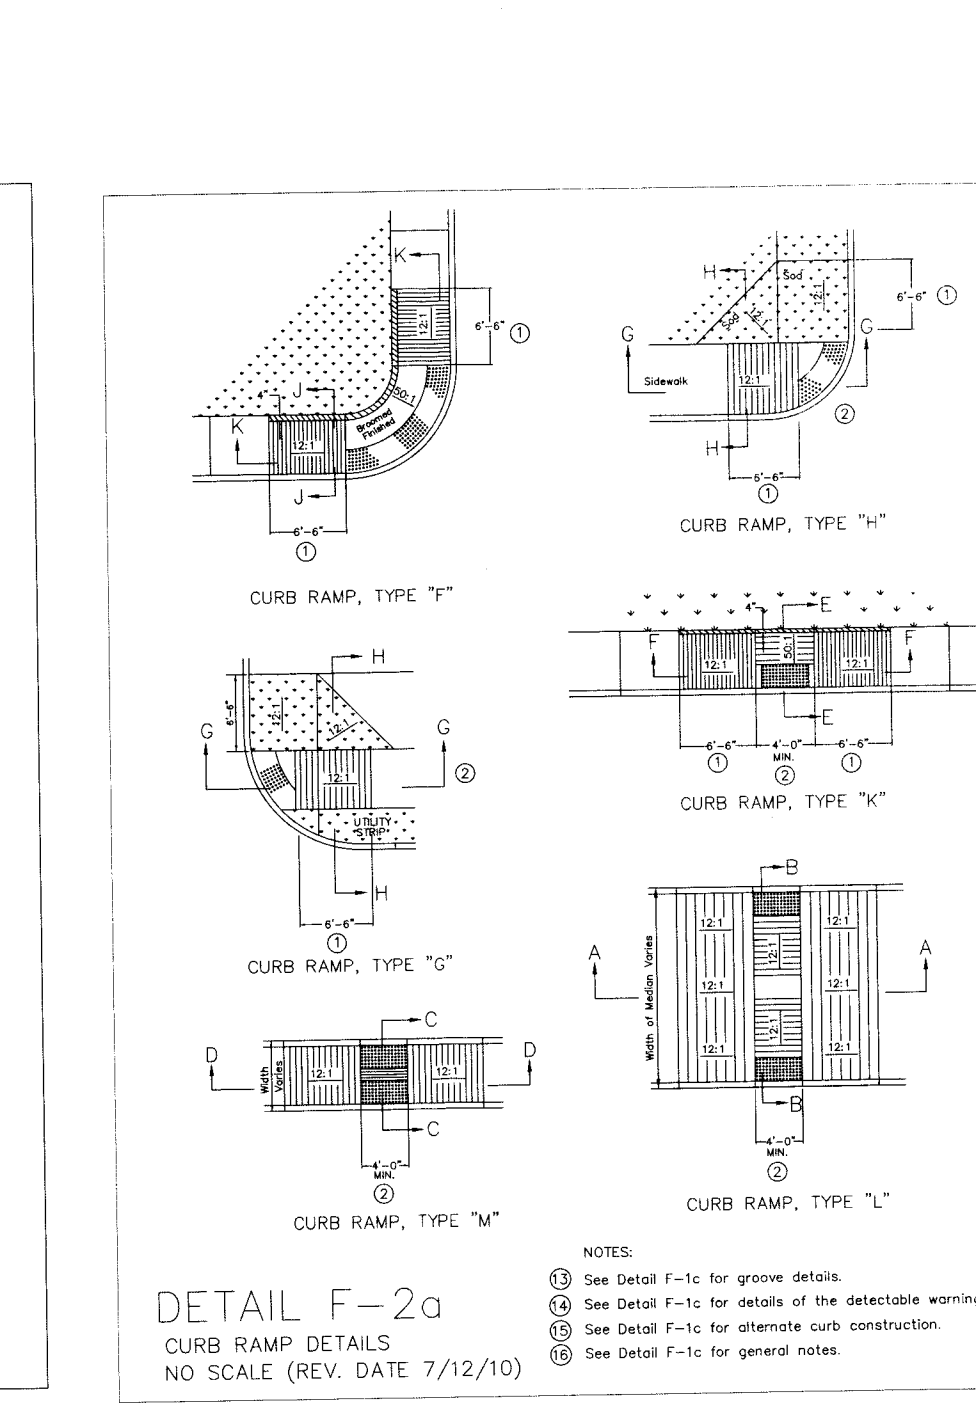 K
12:1
6'-6"
①
50:1
Broomed
Finished
4"
J
K
12:1
J
6'-6"
①
CURB RAMP, TYPE "F"
H
Sod
12:1
6'-6"
①
Sod
12:1
G
G
Sidewalk
12:1
②
H
6'-6"
①
CURB RAMP, TYPE "H"
H
6'-6"
12:1
12:1
G
G
12:1
②
UTILITY
STRIP
H
6'-6"
①
CURB RAMP, TYPE "G"
4"
E
F
12:1
50:1
12:1
F
E
6'-6"
4'-0"
6'-6"
MIN.
①
②
①
CURB RAMP, TYPE "K"
B
12:1
12:1
A
12:1
A
Width of Median Varies
12:1
12:1
12:1
12:1
12:1
B
4'-0"
MIN.
②
CURB RAMP, TYPE "L"
C
D
Width
Varies
12:1
12:1
D
C
4'-0"
MIN.
②
CURB RAMP, TYPE "M"
NOTES:
⑬ See Detail F-1c for groove details.
⑭ See Detail F-1c for details of the detectable warnin
⑮ See Detail F-1c for alternate curb construction.
⑯ See Detail F-1c for general notes.
DETAIL F-2a
CURB RAMP DETAILS
NO SCALE (REV. DATE 7/12/10)